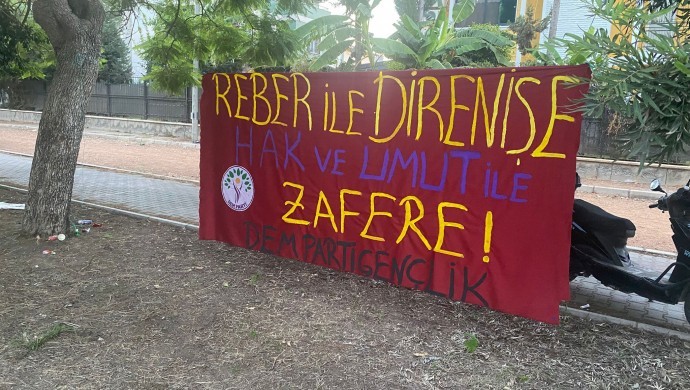 REBER İLE DİRENİŞE
HAK VE UMUT İLE
ZAFERE!
DEM PARTİ GENÇLİK